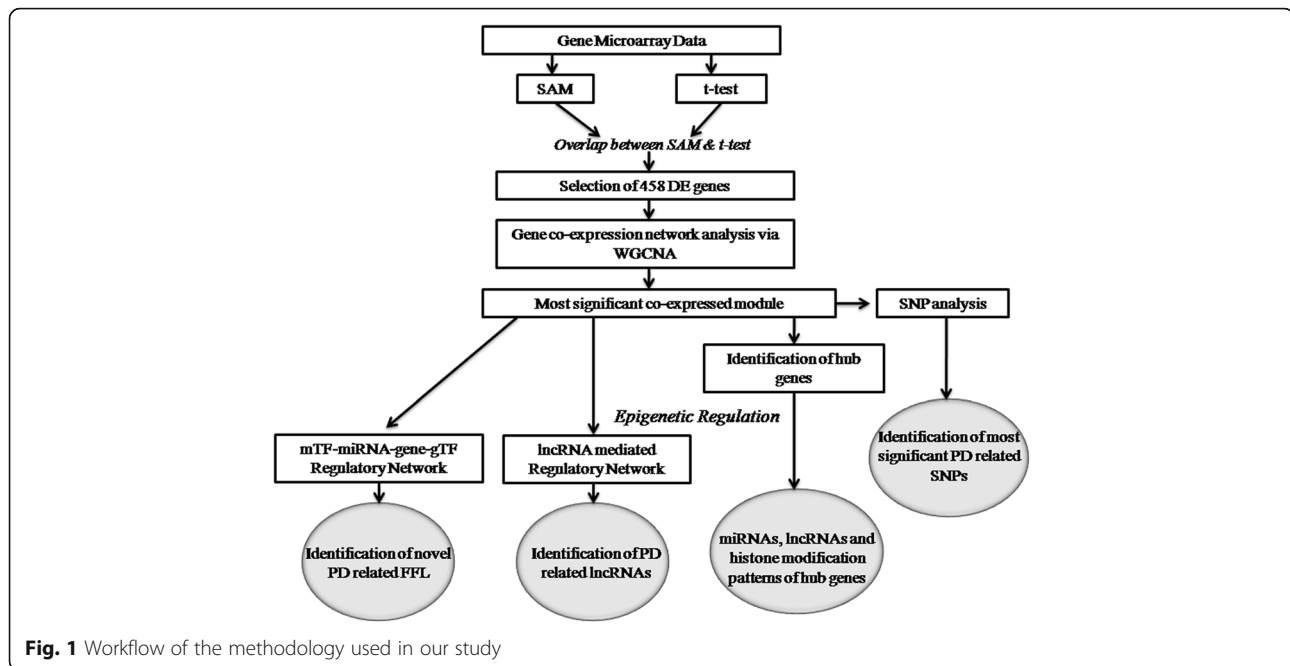 Gene Microarray Data
SAM
t-test
Overlap between SAM & t-test
Selection of 458 DE genes
Gene co-expression network analysis via
WGCNA
Most significant co-expressed module
SNP analysis
Identification of hub
genes
Epigenetic Regulation
mTF-miRNA-gene-gTF
Regulatory Network
lncRNA mediated
Regulatory Network
Identification of most
significant PD related
SNPs
Identification of novel
PD related FFL
Identification of PD
related lncRNAs
miRNAs, lncRNAs and
histone modification
patterns of hub genes
Fig. 1 Workflow of the methodology used in our study